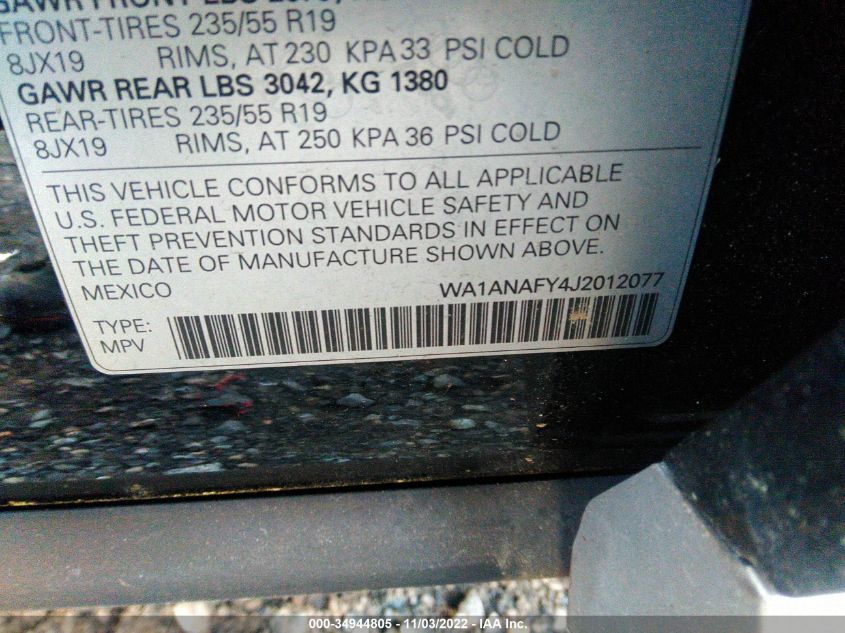 GAWR FRONT LBS
FRONT-TIRES 235/55 R19
8JX19 RIMS, AT 230 KPA 33 PSI COLD
GAWR REAR LBS 3042, KG 1380
REAR-TIRES 235/55 R19
8JX19 RIMS, AT 250 KPA 36 PSI COLD
THIS VEHICLE CONFORMS TO ALL APPLICABLE
U.S. FEDERAL MOTOR VEHICLE SAFETY AND
THEFT PREVENTION STANDARDS IN EFFECT ON
THE DATE OF MANUFACTURE SHOWN ABOVE.
MEXICO WA1ANAFY4J2012077
TYPE:
MPV
000-34944805 - 11/03/2022 - IAA Inc.